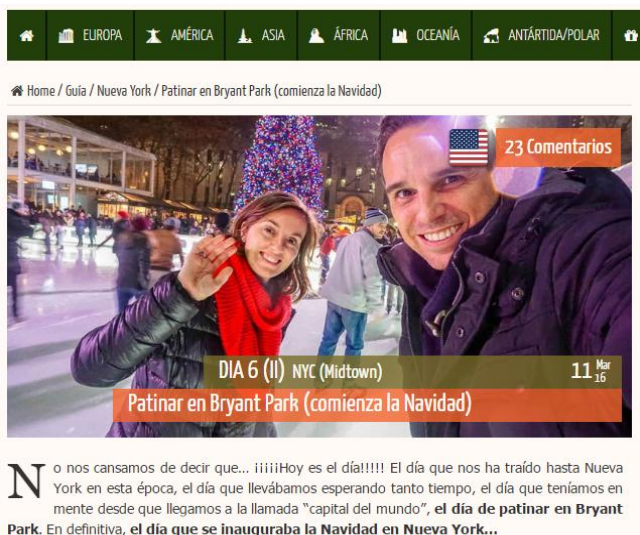 EUROPA AMÉRICA ASIA ÁFRICA OCEANÍA ANTÁRTIDA/POLAR
Home / Guía / Nueva York / Patinar en Bryant Park (comienza la Navidad)
23 Comentarios
DIA 6 (II) NYC (Midtown) 11 Mar 16
Patinar en Bryant Park (comienza la Navidad)
No nos cansamos de decir que... ¡¡¡¡¡Hoy es el día!!!!! El día que nos ha traído hasta Nueva
York en esta época, el día que llevábamos esperando tanto tiempo, el día que teníamos en
mente desde que llegamos a la llamada "capital del mundo", el día de patinar en Bryant
Park. En definitiva, el día que se inauguraba la Navidad en Nueva York...